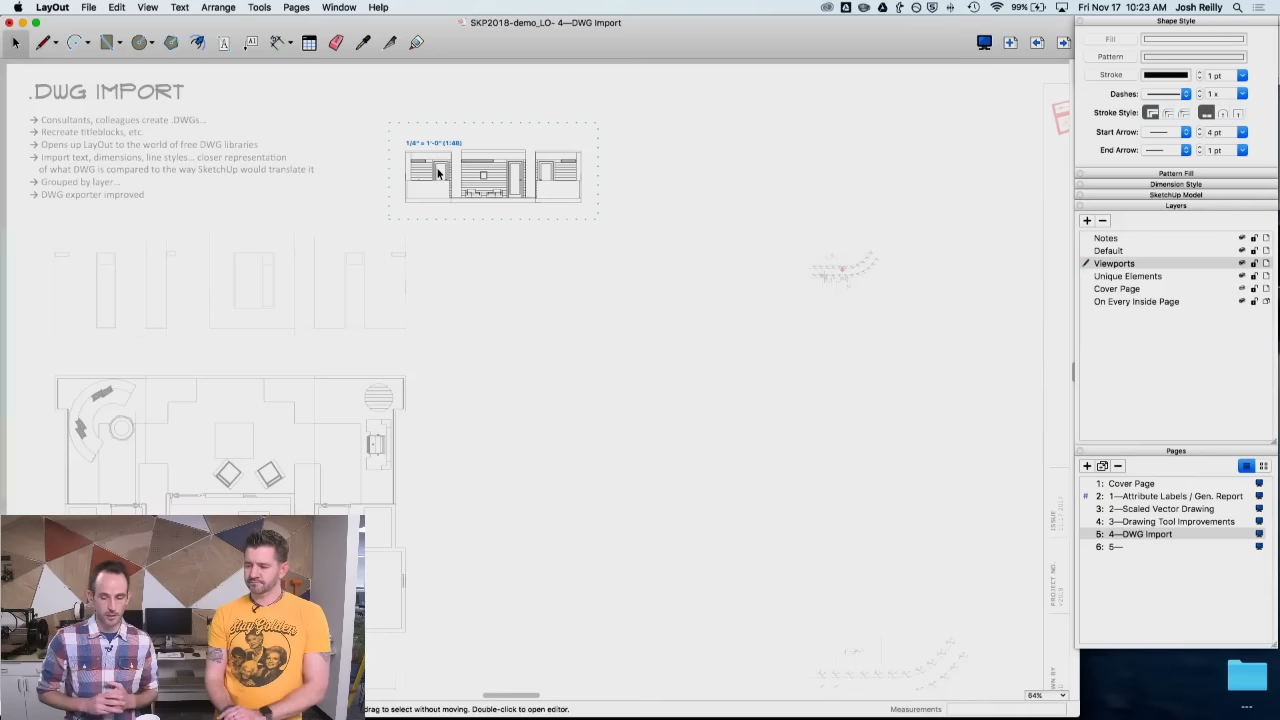 LayOut File Edit View Text Arrange Tools Pages Window Help
99% Fri Nov 17 10:23 AM Josh Reilly
SKP2018-demo_LO- 4—DWG Import
Shape Style
Fill
Pattern
Stroke 1 pt
Dashes: 1 x
Stroke Style:
Start Arrow: 4 pt
End Arrow: 1 pt
Pattern Fill
Dimension Style
SketchUp Model
Layers
Notes
Default
Viewports
Unique Elements
Cover Page
On Every Inside Page
Pages
1: Cover Page
# 2: 1—Attribute Labels / Gen. Report
3: 2—Scaled Vector Drawing
4: 3—Drawing Tool Improvements
5: 4—DWG Import
6: 5—
.DWG IMPORT
→ Consultants, colleagues create .DWGs...
→ Recreate titleblocks, etc.
→ Opens up LayOut to the world of free DWG libraries
→ Import text, dimensions, line styles... closer representation
of what DWG is compared to the way SketchUp would translate it
→ Grouped by layer...
→ DWG exporter improved
1/4" = 1'-0" (1:48)
ISSUE
PROJECT NO.
WN BY
Stay Golden
drag to select without moving. Double-click to open editor.
Measurements
64%